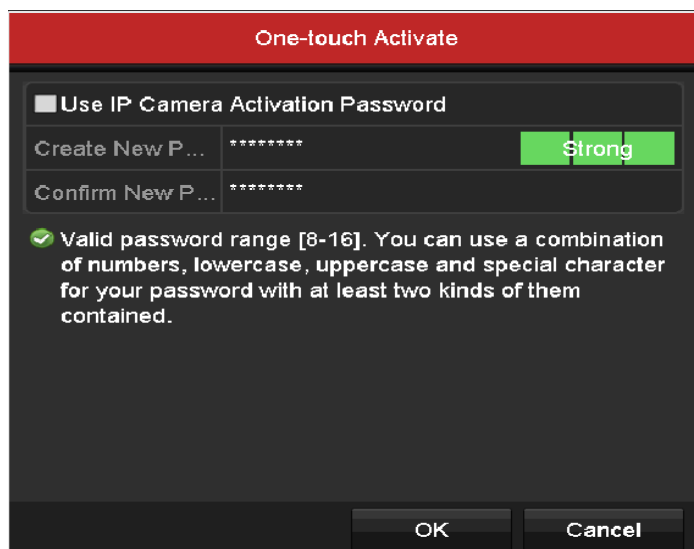 One-touch Activate
Use IP Camera Activation Password
Create New P... ******** Strong
Confirm New P... ********
Valid password range [8-16]. You can use a combination
of numbers, lowercase, uppercase and special character
for your password with at least two kinds of them
contained.
OK Cancel